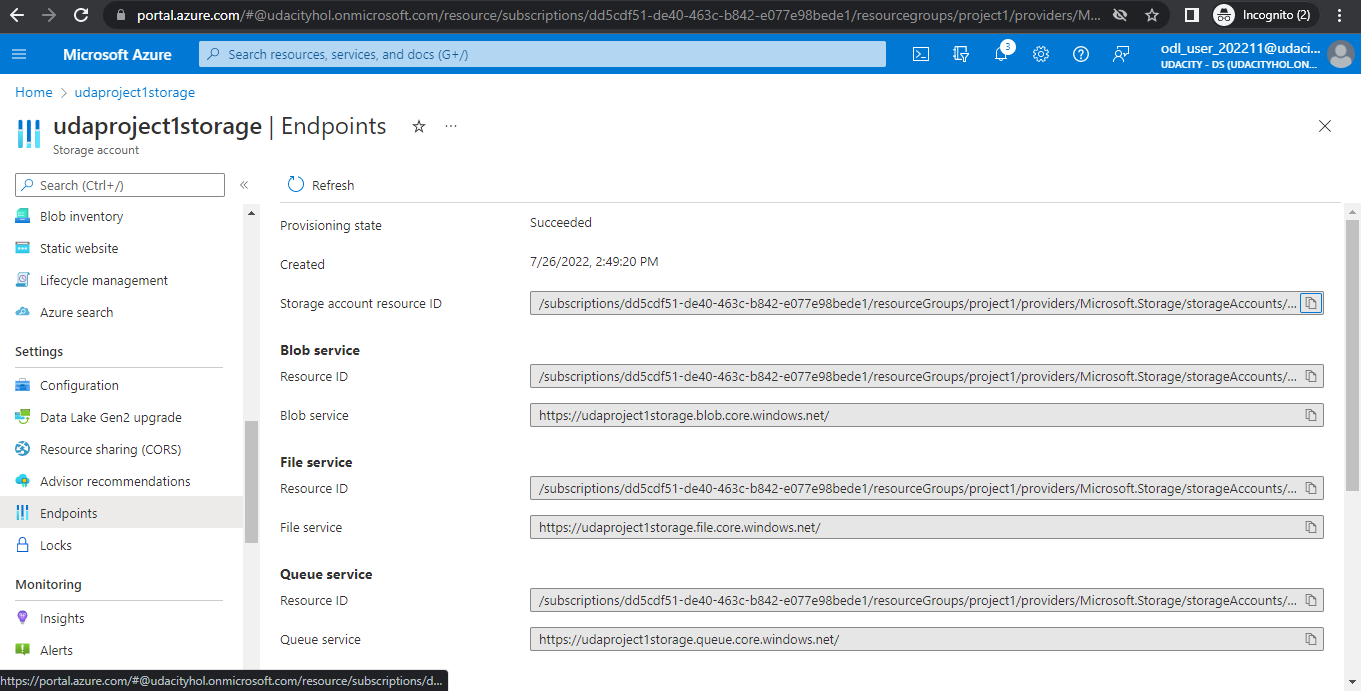 portal.azure.com/#@udacityhol.onmicrosoft.com/resource/subscriptions/dd5cdf51-de40-463c-b842-e077e98bede1/resourcegroups/project1/providers/M...
Incognito (2)
Microsoft Azure
Search resources, services, and docs (G+/)
3
odl_user_202211@udaci...
UDACITY - DS (UDACITYHOL.ON...
Home > udaproject1storage
udaproject1storage | Endpoints
...
Storage account
Search (Ctrl+/)
«
Blob inventory
Static website
Lifecycle management
Azure search
Settings
Configuration
Data Lake Gen2 upgrade
Resource sharing (CORS)
Advisor recommendations
Endpoints
Locks
Monitoring
Insights
Alerts
Refresh
Provisioning state
Succeeded
Created
7/26/2022, 2:49:20 PM
Storage account resource ID
/subscriptions/dd5cdf51-de40-463c-b842-e077e98bede1/resourceGroups/project1/providers/Microsoft.Storage/storageAccounts/...
Blob service
Resource ID
/subscriptions/dd5cdf51-de40-463c-b842-e077e98bede1/resourceGroups/project1/providers/Microsoft.Storage/storageAccounts/...
Blob service
https://udaproject1storage.blob.core.windows.net/
File service
Resource ID
/subscriptions/dd5cdf51-de40-463c-b842-e077e98bede1/resourceGroups/project1/providers/Microsoft.Storage/storageAccounts/...
File service
https://udaproject1storage.file.core.windows.net/
Queue service
Resource ID
/subscriptions/dd5cdf51-de40-463c-b842-e077e98bede1/resourceGroups/project1/providers/Microsoft.Storage/storageAccounts/...
Queue service
https://udaproject1storage.queue.core.windows.net/
https://portal.azure.com/#@udacityhol.onmicrosoft.com/resource/subscriptions/d...